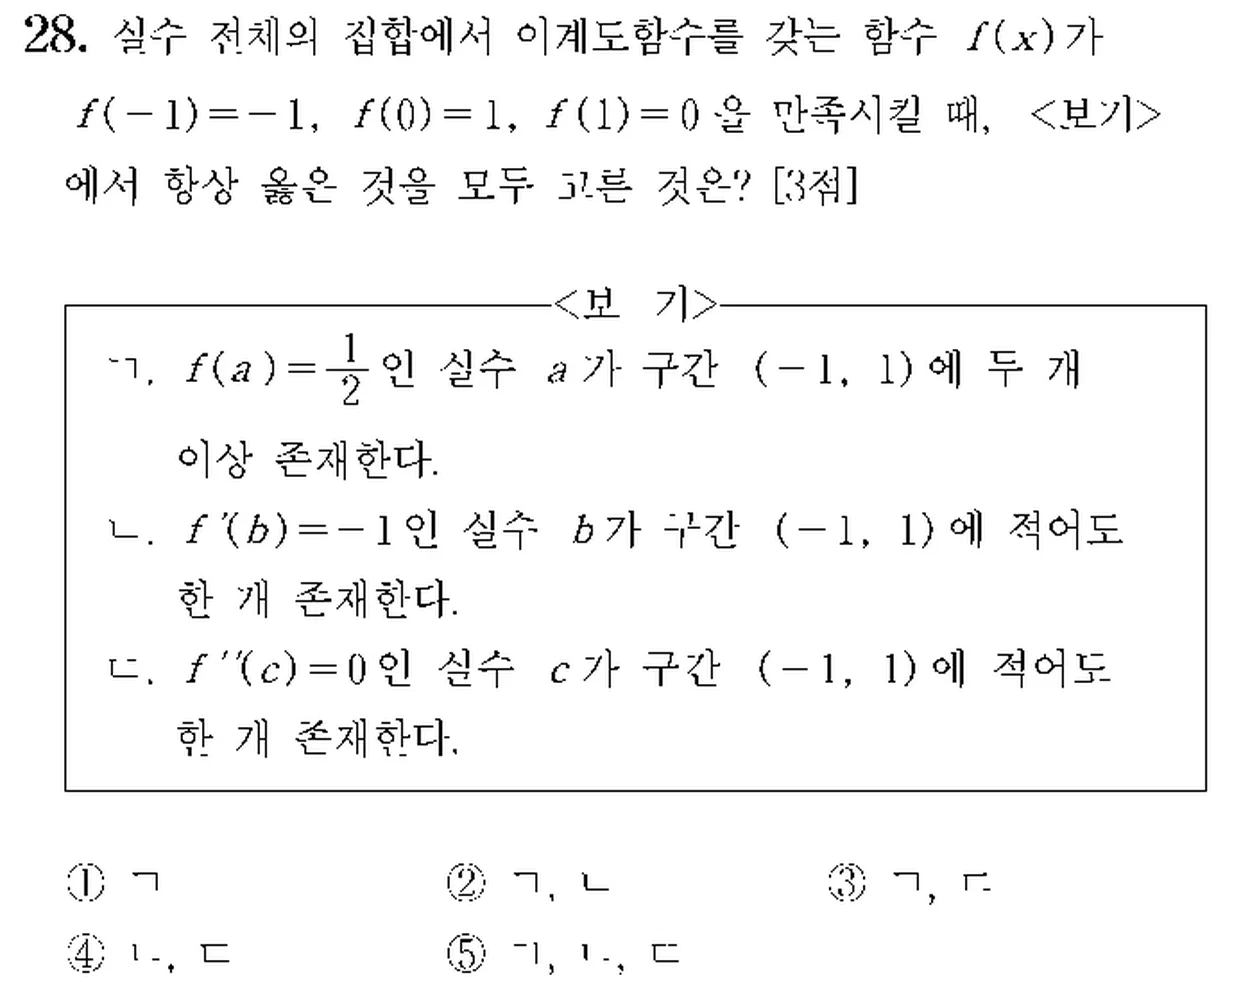 28. 실수 전체의 집합에서 이계도함수를 갖는 함수 f(x)가
f(-1)=-1, f(0)=1, f(1)=0을 만족시킬 때, <보기>
에서 항상 옳은 것을 모두 고른 것은? [3점]
<보 기>
ㄱ. f(a)=1/2인 실수 a가 구간 (-1, 1)에 두 개
이상 존재한다.
ㄴ. f'(b)=-1인 실수 b가 구간 (-1, 1)에 적어도
한 개 존재한다.
ㄷ. f''(c)=0인 실수 c가 구간 (-1, 1)에 적어도
한 개 존재한다.
① ㄱ ② ㄱ, ㄴ ③ ㄱ, ㄷ
④ ㄴ, ㄷ ⑤ ㄱ, ㄴ, ㄷ